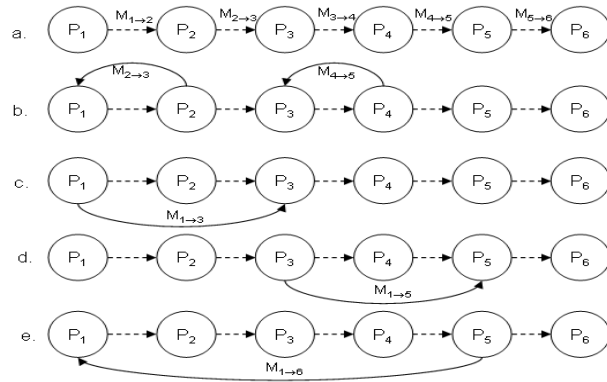 M1→2 M2→3 M3→4 M4→5 M5→6
a. P1 P2 P3 P4 P5 P6
M2→3 M4→5
b. P1 P2 P3 P4 P5 P6
c. P1 P2 P3 P4 P5 P6
M1→3
d. P1 P2 P3 P4 P5 P6
M1→5
e. P1 P2 P3 P4 P5 P6
M1→6